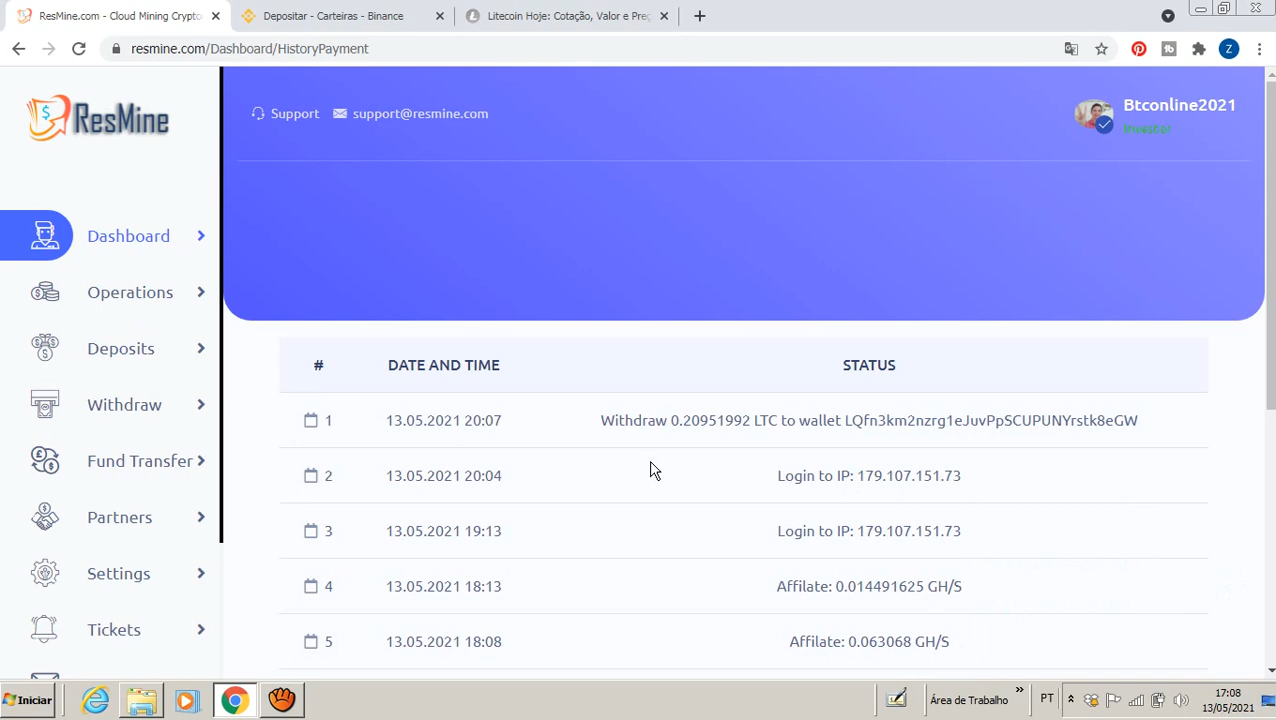 ResMine.com - Cloud Mining Crypto
Depositar - Carteiras - Binance
Litecoin Hoje: Cotação, Valor e Preç
resmine.com/Dashboard/HistoryPayment
Z
ResMine
Support support@resmine.com
Btconline2021
Investor
Dashboard
Operations
Deposits
Withdraw
Fund Transfer
Partners
Settings
Tickets
# DATE AND TIME STATUS
1 13.05.2021 20:07 Withdraw 0.20951992 LTC to wallet LQfn3km2nzrg1eJuvPpSCUPUNYrstk8eGW
2 13.05.2021 20:04 Login to IP: 179.107.151.73
3 13.05.2021 19:13 Login to IP: 179.107.151.73
4 13.05.2021 18:13 Affilate: 0.014491625 GH/S
5 13.05.2021 18:08 Affilate: 0.063068 GH/S
Iniciar
Área de Trabalho
PT
17:08
13/05/2021